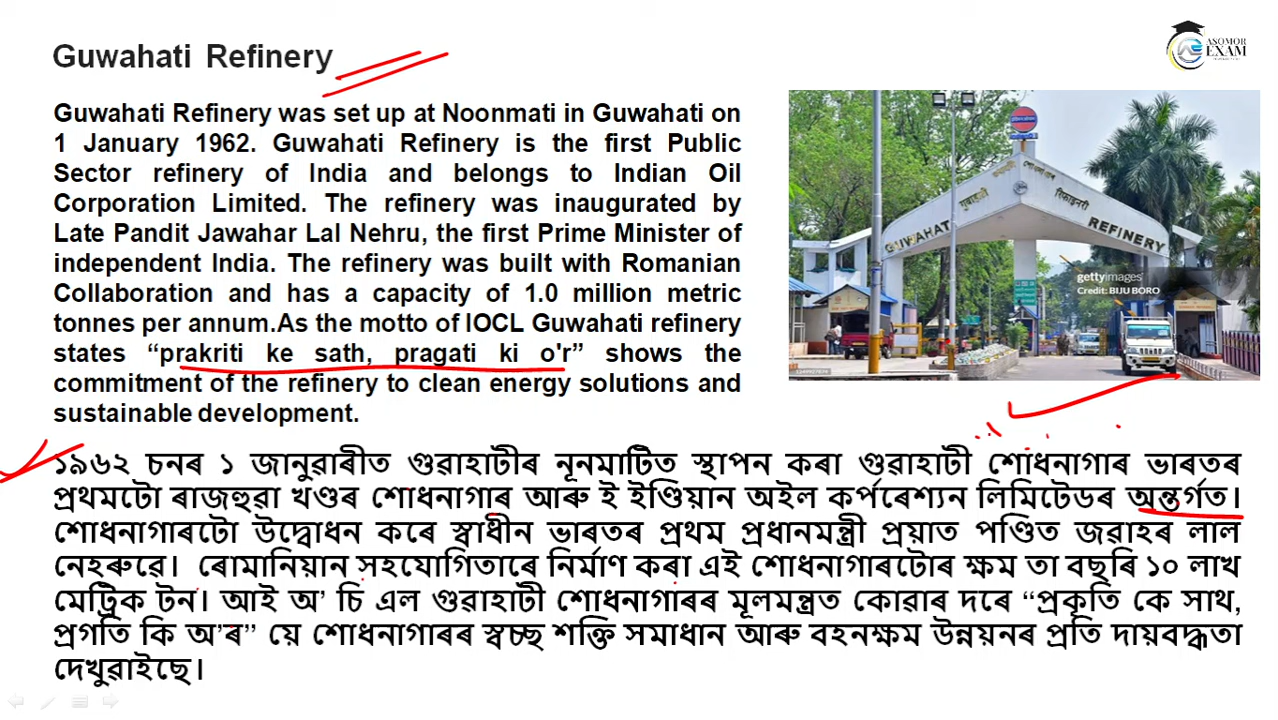 Guwahati Refinery
ASOMOR
EXAM
Guwahati Refinery was set up at Noonmati in Guwahati on
1 January 1962. Guwahati Refinery is the first Public
Sector refinery of India and belongs to Indian Oil
Corporation Limited. The refinery was inaugurated by
Late Pandit Jawahar Lal Nehru, the first Prime Minister of
independent India. The refinery was built with Romanian
Collaboration and has a capacity of 1.0 million metric
tonnes per annum.As the motto of IOCL Guwahati refinery
states “prakriti ke sath, pragati ki o'r” shows the
commitment of the refinery to clean energy solutions and
sustainable development.
GUWAHATI गुवाहाटी रिफाइनरी REFINERY
gettyimages
Credit: BIJU BORO
১৯৬২ চনৰ ১ জানুৱাৰীত গুৱাহাটীৰ নূনমাটিত স্থাপন কৰা গুৱাহাটী শোধনাগাৰ ভাৰতৰ
প্ৰথমটো ৰাজহুৱা খণ্ডৰ শোধনাগাৰ আৰু ই ইণ্ডিয়ান অইল কৰ্পৰেশ্যন লিমিটেডৰ অন্তৰ্গত।
শোধনাগাৰটো উদ্বোধন কৰে স্বাধীন ভাৰতৰ প্ৰথম প্ৰধানমন্ত্ৰী প্ৰয়াত পণ্ডিত জৱাহৰ লাল
নেহৰুৱে। ৰোমানিয়ান সহযোগিতাৰে নিৰ্মাণ কৰা এই শোধনাগাৰটোৰ ক্ষম তা বছৰি ১০ লাখ
মেট্ৰিক টন। আই অ’ চি এল গুৱাহাটী শোধনাগাৰৰ মূলমন্ত্ৰত কোৱাৰ দৰে ‘‘প্ৰকৃতি কে সাথ,
প্ৰগতি কি অ’ৰ’’ য়ে শোধনাগাৰৰ স্বচ্ছ শক্তি সমাধান আৰু বহনক্ষম উন্নয়নৰ প্ৰতি দায়বদ্ধতা
দেখুৱাইছে।